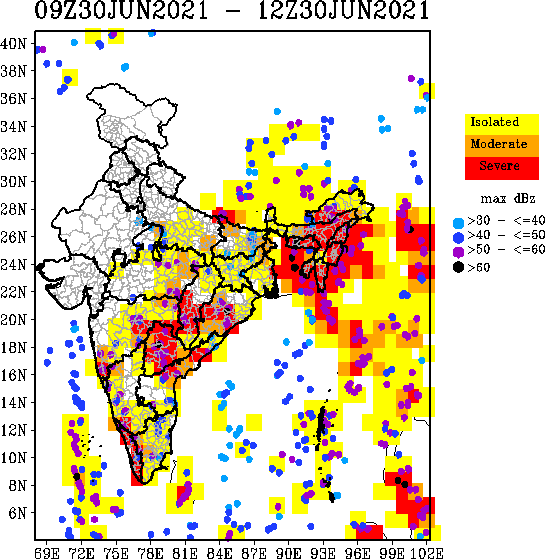 09Z30JUN2021 - 12Z30JUN2021
40N
38N
36N
34N
32N
30N
28N
26N
24N
22N
20N
18N
16N
14N
12N
10N
8N
6N
69E 72E 75E 78E 81E 84E 87E 90E 93E 96E 99E 102E
Isolated
Moderate
Severe
max dBz
>30 - <=40
>40 - <=50
>50 - <=60
>60